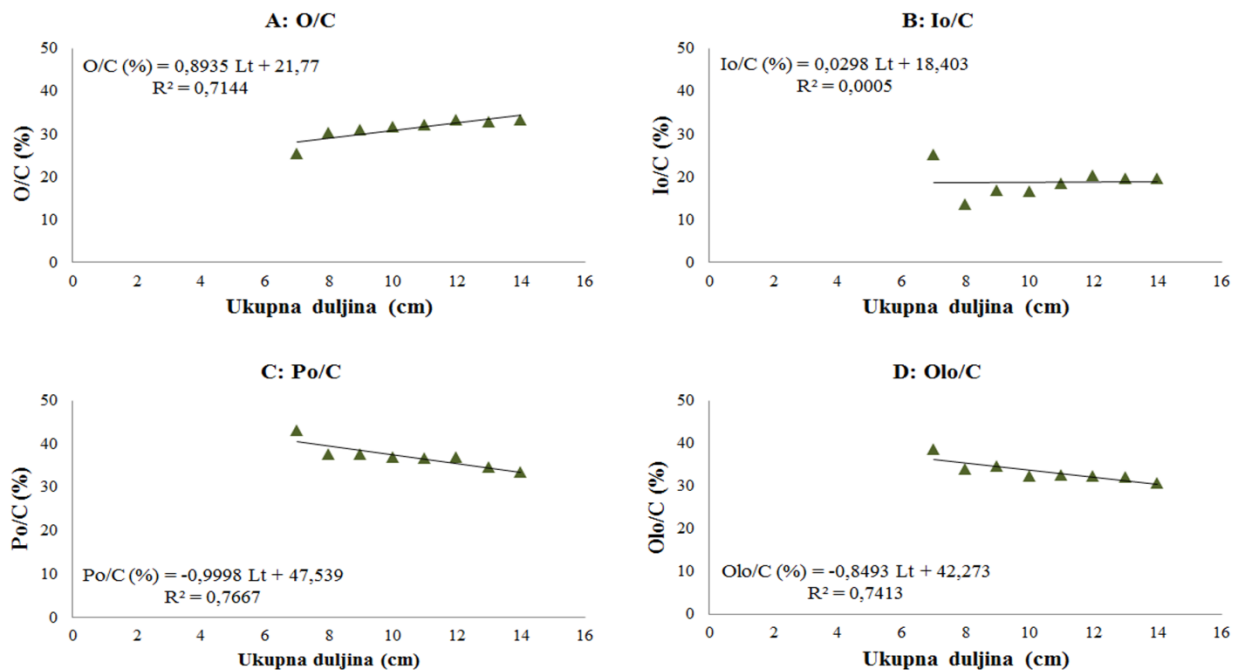 A: O/C
O/C (%) = 0,8935 Lt + 21,77
R² = 0,7144
50
40
30
20
10
0
O/C (%)
0 2 4 6 8 10 12 14 16
Ukupna duljina (cm)
B: Io/C
Io/C (%) = 0,0298 Lt + 18,403
R² = 0,0005
50
40
30
20
10
0
Io/C (%)
0 2 4 6 8 10 12 14 16
Ukupna duljina (cm)
C: Po/C
50
40
30
20
10
0
Po/C (%)
Po/C (%) = -0,9998 Lt + 47,539
R² = 0,7667
0 2 4 6 8 10 12 14 16
Ukupna duljina (cm)
D: Olo/C
50
40
30
20
10
0
Olo/C (%)
Olo/C (%) = -0,8493 Lt + 42,273
R² = 0,7413
0 2 4 6 8 10 12 14 16
Ukupna duljina (cm)